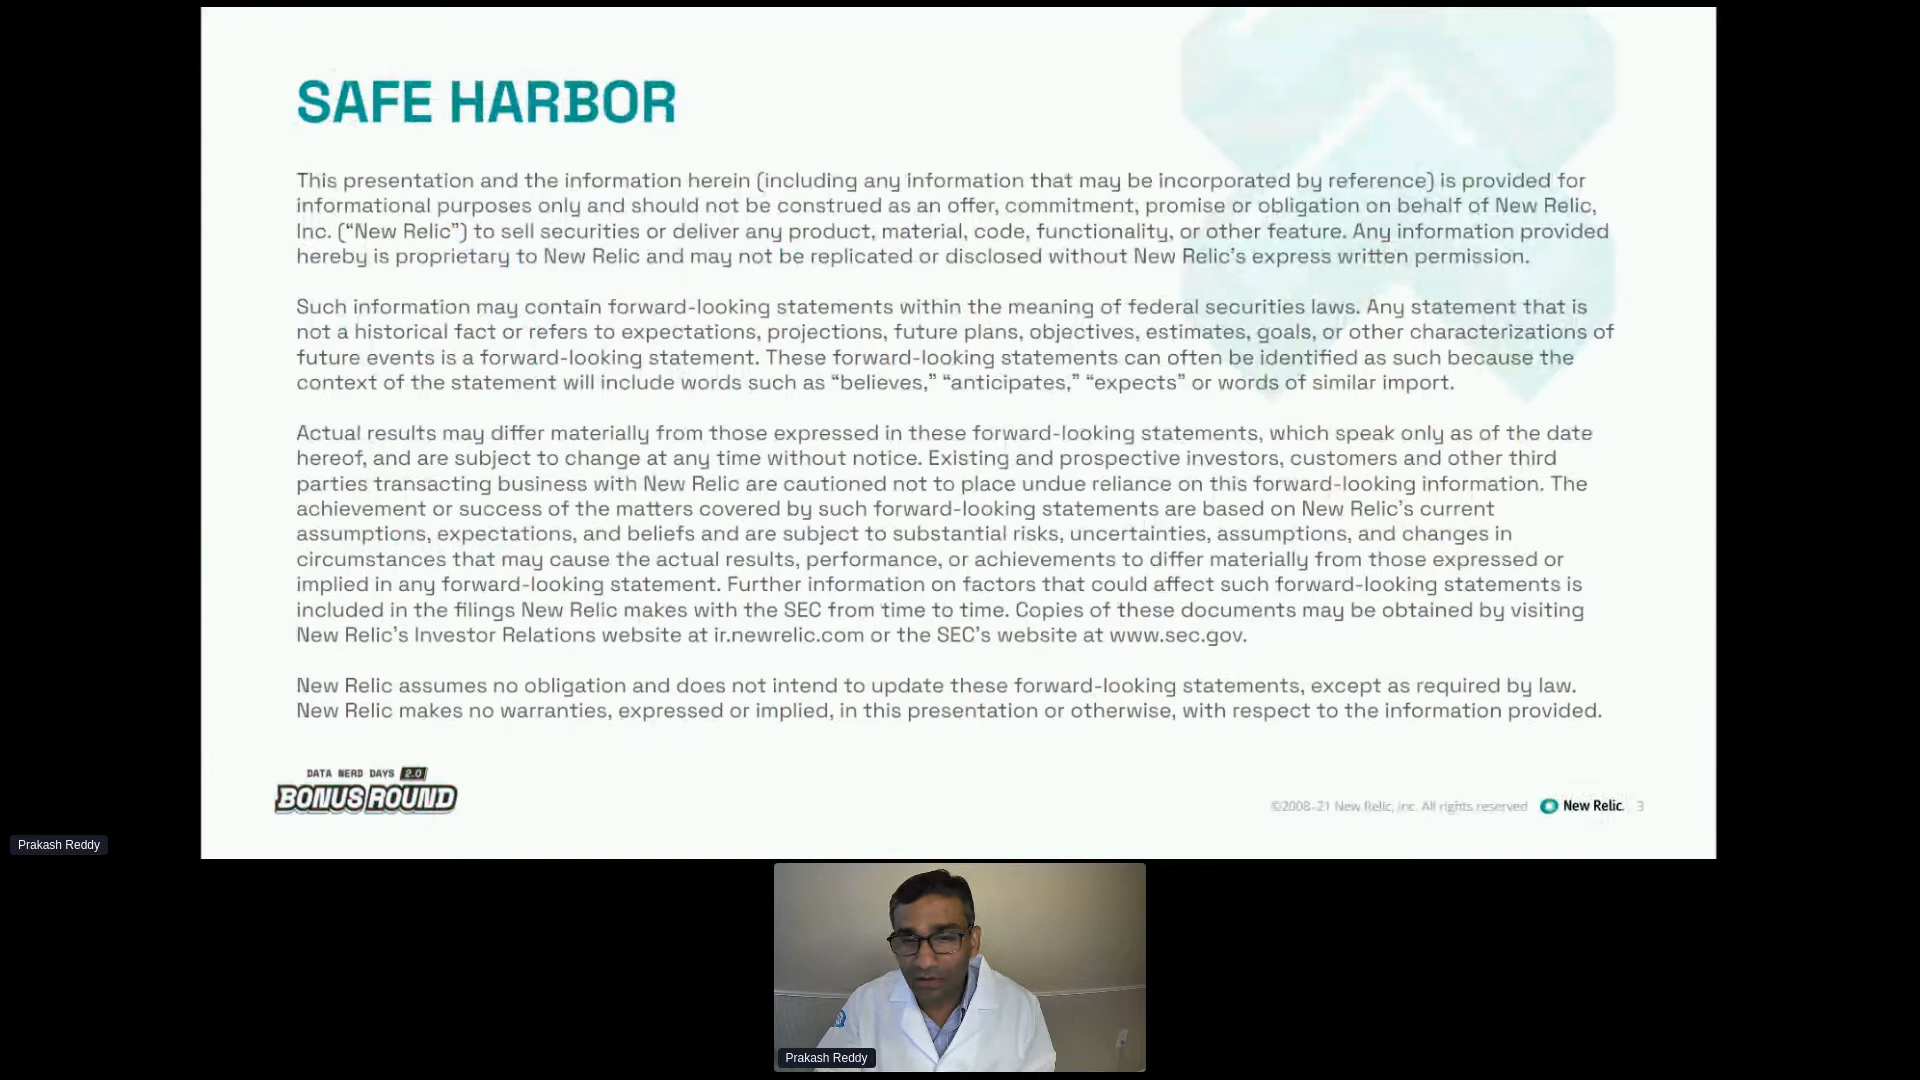 SAFE HARBOR
This presentation and the information herein (including any information that may be incorporated by reference) is provided for
informational purposes only and should not be construed as an offer, commitment, promise or obligation on behalf of New Relic,
Inc. (“New Relic”) to sell securities or deliver any product, material, code, functionality, or other feature. Any information provided
hereby is proprietary to New Relic and may not be replicated or disclosed without New Relic’s express written permission.
Such information may contain forward-looking statements within the meaning of federal securities laws. Any statement that is
not a historical fact or refers to expectations, projections, future plans, objectives, estimates, goals, or other characterizations of
future events is a forward-looking statement. These forward-looking statements can often be identified as such because the
context of the statement will include words such as “believes,” “anticipates,” “expects” or words of similar import.
Actual results may differ materially from those expressed in these forward-looking statements, which speak only as of the date
hereof, and are subject to change at any time without notice. Existing and prospective investors, customers and other third
parties transacting business with New Relic are cautioned not to place undue reliance on this forward-looking information. The
achievement or success of the matters covered by such forward-looking statements are based on New Relic’s current
assumptions, expectations, and beliefs and are subject to substantial risks, uncertainties, assumptions, and changes in
circumstances that may cause the actual results, performance, or achievements to differ materially from those expressed or
implied in any forward-looking statement. Further information on factors that could affect such forward-looking statements is
included in the filings New Relic makes with the SEC from time to time. Copies of these documents may be obtained by visiting
New Relic’s Investor Relations website at ir.newrelic.com or the SEC’s website at www.sec.gov.
New Relic assumes no obligation and does not intend to update these forward-looking statements, except as required by law.
New Relic makes no warranties, expressed or implied, in this presentation or otherwise, with respect to the information provided.
DATA NERD DAYS 2.0
BONUS ROUND
©2008–21 New Relic, Inc. All rights reserved New Relic. 3
Prakash Reddy
Prakash Reddy